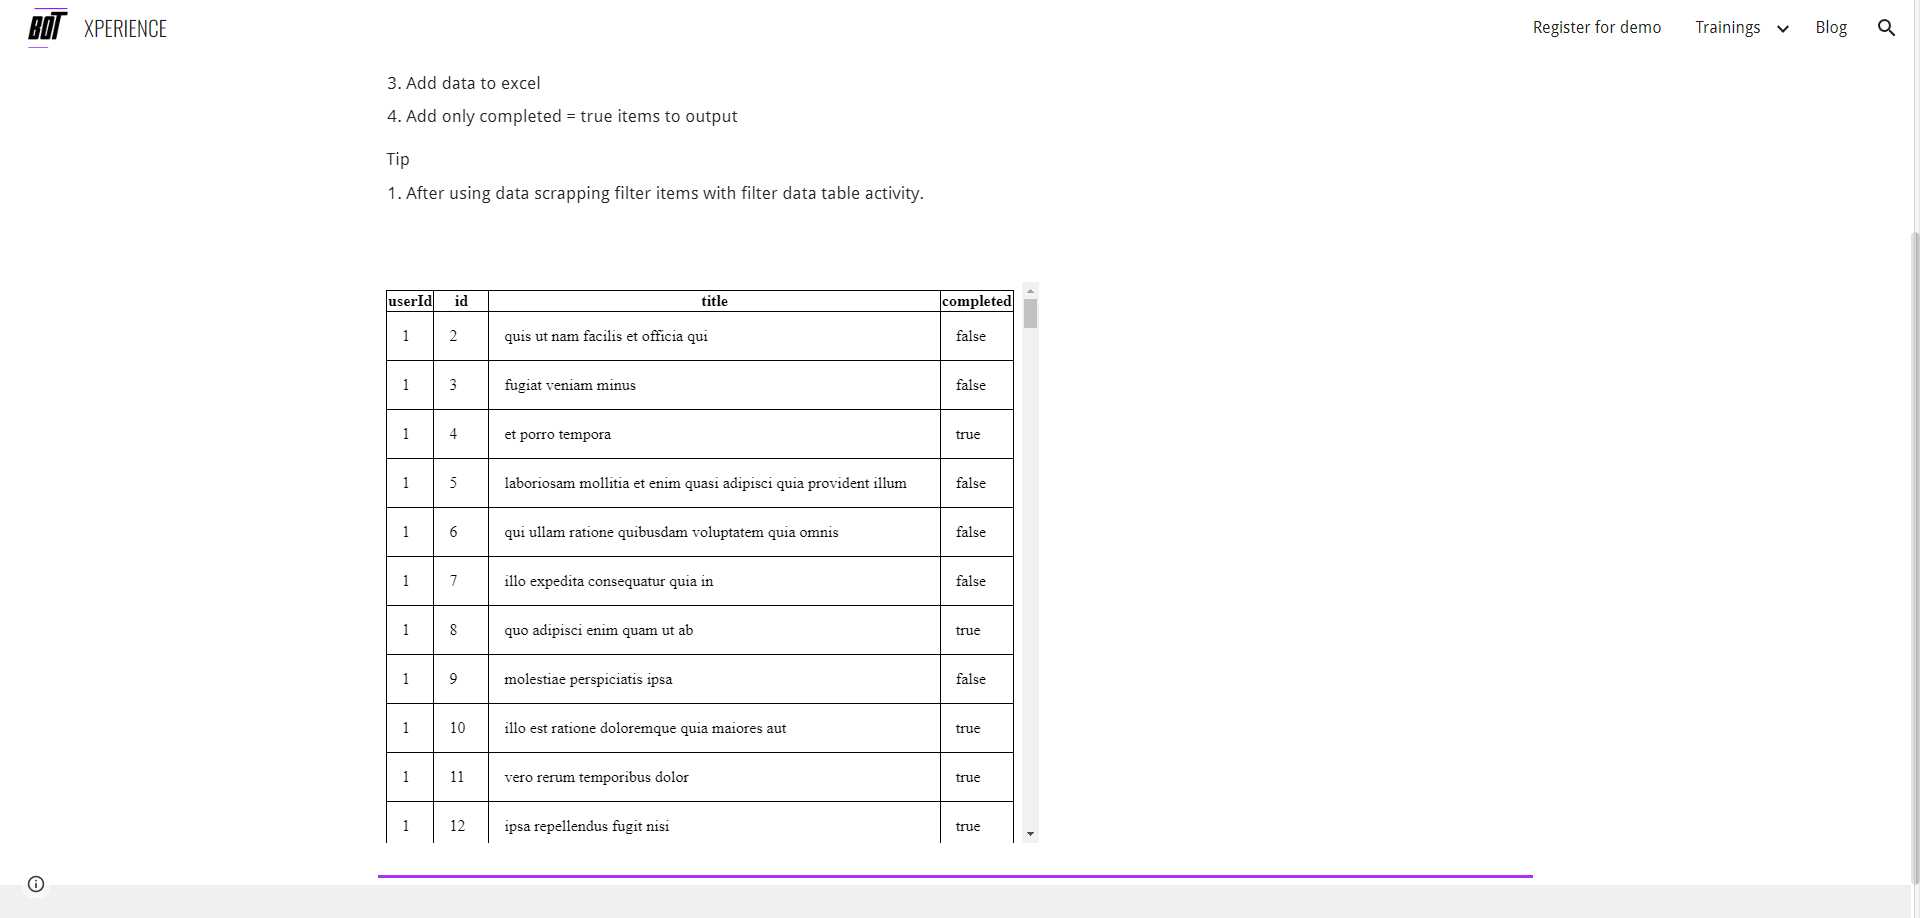 BOT XPERIENCE Register for demo Trainings Blog
3. Add data to excel
4. Add only completed = true items to output
Tip
1. After using data scrapping filter items with filter data table activity.
userId id title completed
1 2 quis ut nam facilis et officia qui false
1 3 fugiat veniam minus false
1 4 et porro tempora true
1 5 laboriosam mollitia et enim quasi adipisci quia provident illum false
1 6 qui ullam ratione quibusdam voluptatem quia omnis false
1 7 illo expedita consequatur quia in false
1 8 quo adipisci enim quam ut ab true
1 9 molestiae perspiciatis ipsa false
1 10 illo est ratione doloremque quia maiores aut true
1 11 vero rerum temporibus dolor true
1 12 ipsa repellendus fugit nisi true